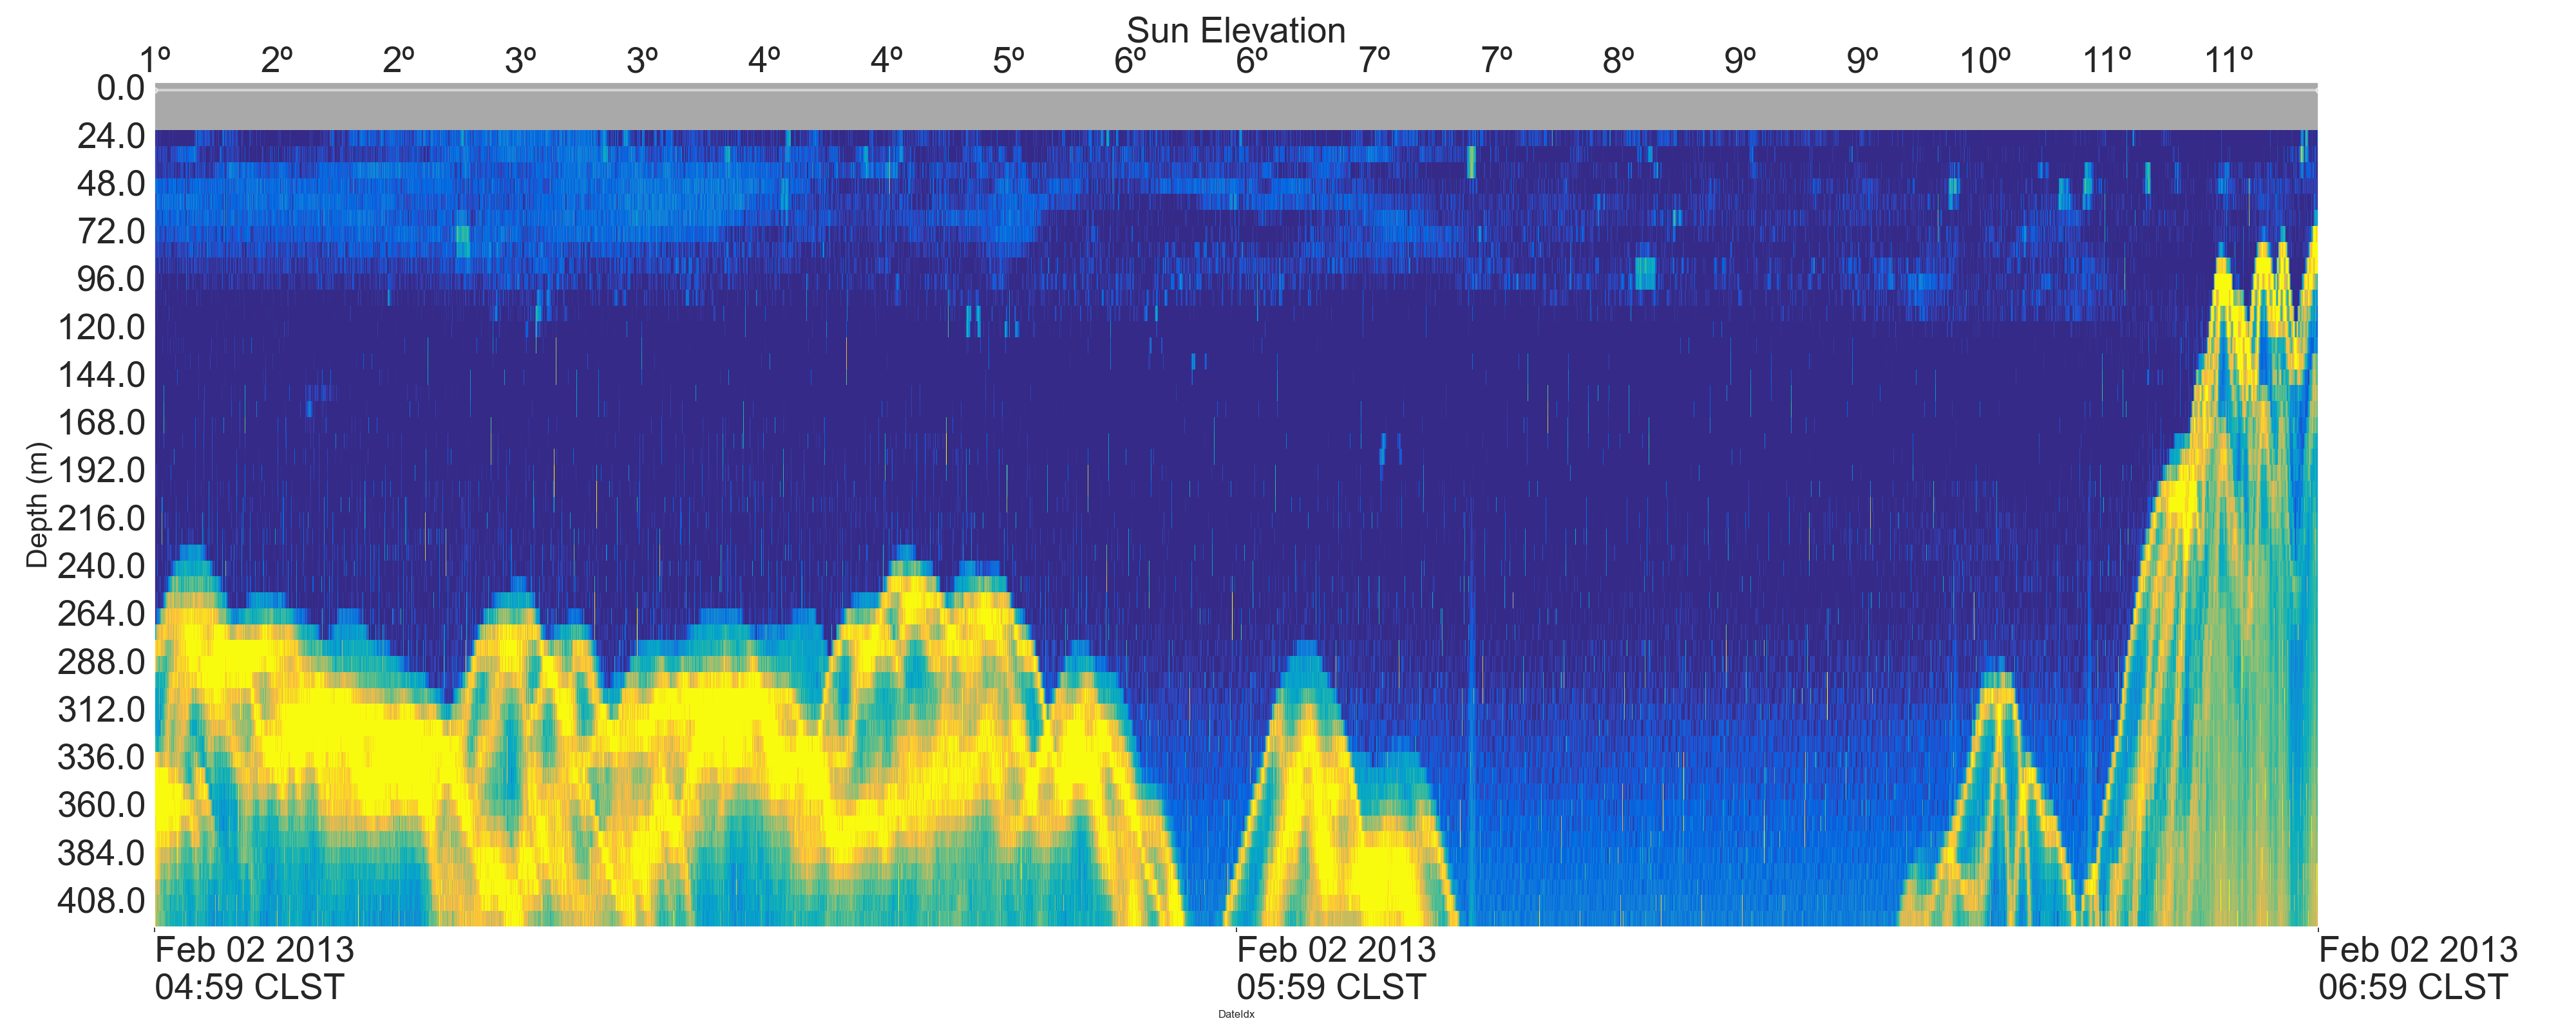 Sun Elevation
1º 2º 2º 3º 3º 4º 4º 5º 6º 6º 7º 7º 8º 9º 9º 10º 11º 11º
0.0
24.0
48.0
72.0
96.0
120.0
144.0
168.0
192.0
216.0
240.0
264.0
288.0
312.0
336.0
360.0
384.0
408.0
Depth (m)
Feb 02 2013
04:59 CLST
Feb 02 2013
05:59 CLST
Feb 02 2013
06:59 CLST
DateIdx